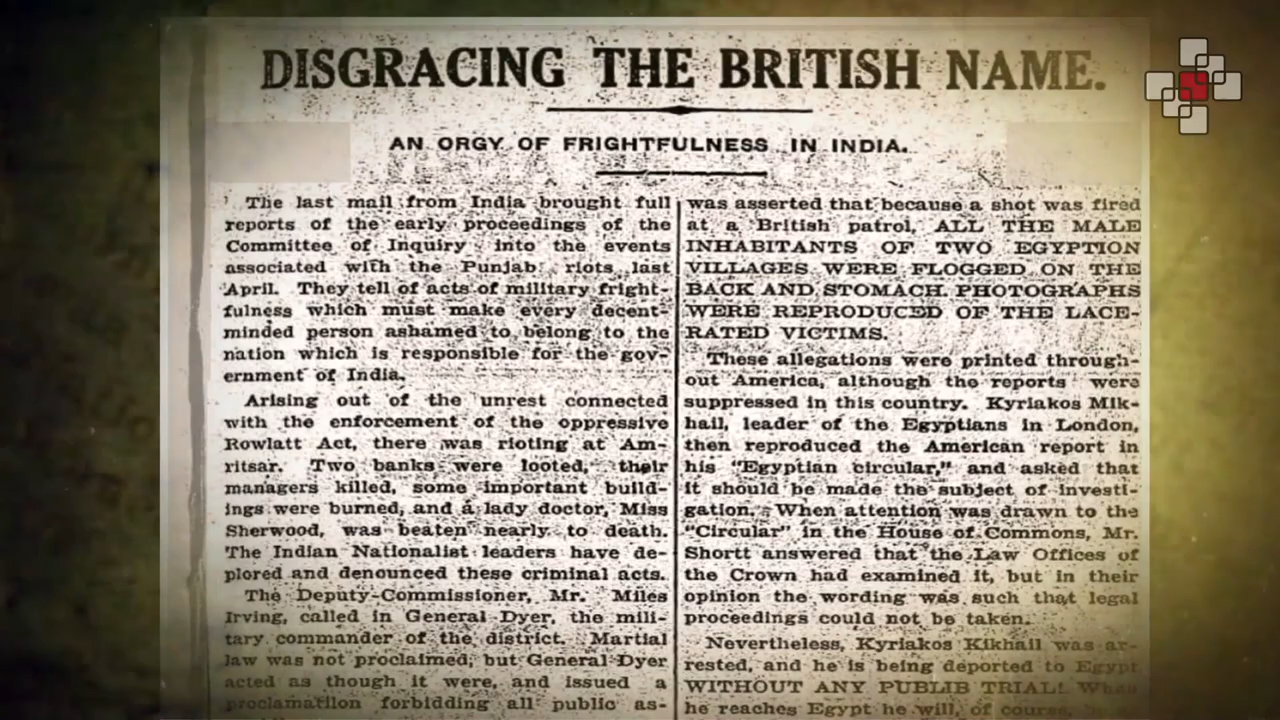 DISGRACING THE BRITISH NAME.
AN ORGY OF FRIGHTFULNESS IN INDIA.
The last mail from India brought full
reports of the early proceedings of the
Committee of Inquiry into the events
associated with the Punjab riots last
April. They tell of acts of military fright-
fulness which must make every decent-
minded person ashamed to belong to the
nation which is responsible for the gov-
ernment of India.
Arising out of the unrest connected
with the enforcement of the oppressive
Rowlatt Act, there was rioting at Am-
ritsar. Two banks were looted, their
managers killed, some important build-
ings were burned, and a lady doctor, Miss
Sherwood, was beaten nearly to death.
The Indian Nationalist leaders have de-
plored and denounced these criminal acts.
The Deputy-Commissioner, Mr. Miles
Irving, called in General Dyer, the mili-
tary commander of the district. Martial
law was not proclaimed, but General Dyer
acted as though it were, and issued a
proclamatlion forbidding all public as-
was asserted that because a shot was fired
at a British patrol, ALL THE MALE
INHABITANTS OF TWO EGYPTION
VILLAGES WERE FLOGGED ON THE
BACK AND STOMACH. PHOTOGRAPHS
WERE REPRODUCED OF THE LACE-
RATED VICTIMS.
These allegations were printed through-
out America, although the reports were
suppressed in this country. Kyriakos Mik-
hail, leader of the Egyptians in London,
then reproduced the American report in
his "Egyptian circular," and asked that
it should be made the subject of investi-
gation. When attention was drawn to the
"Circular" in the House of Commons, Mr.
Shortt answered that the Law Offices of
the Crown had examined it, but in their
opinion the wording was such that legal
proceedings could not be taken.
Nevertheless, Kyriakos Kikhail was ar-
rested, and he is being deported to Egypt
WITHOUT ANY PUBLIB TRIAL! When
he reaches Egypt he will, of course,